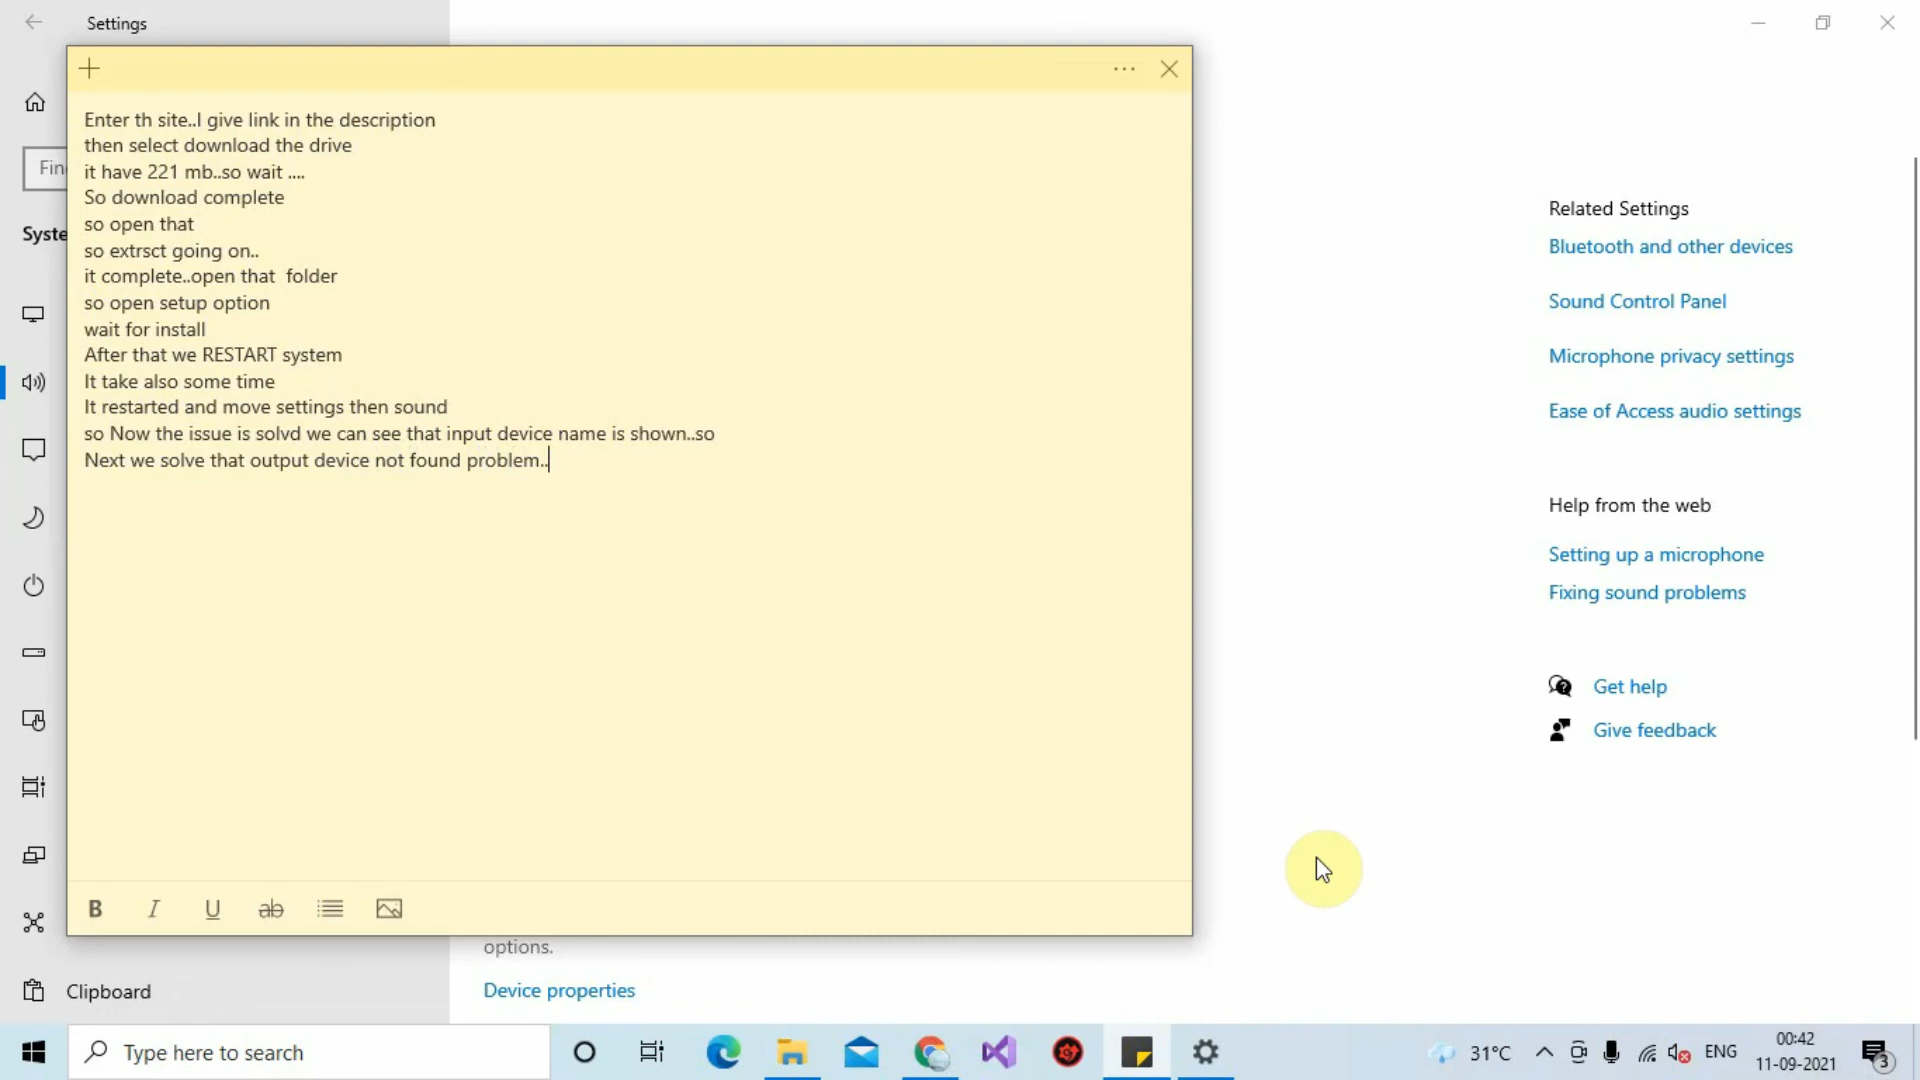 Settings
Enter th site..I give link in the description
then select download the drive
it have 221 mb..so wait ....
So download complete
so open that
so extrsct going on..
it complete..open that  folder
so open setup option
wait for install
After that we RESTART system
It take also some time
It restarted and move settings then sound
so Now the issue is solvd we can see that input device name is shown..so
Next we solve that output device not found problem..
B I U ab
Fin
Syste
Related Settings
Bluetooth and other devices
Sound Control Panel
Microphone privacy settings
Ease of Access audio settings
Help from the web
Setting up a microphone
Fixing sound problems
Get help
Give feedback
options.
Device properties
Clipboard
Type here to search
31°C
ENG
00:42
11-09-2021
3